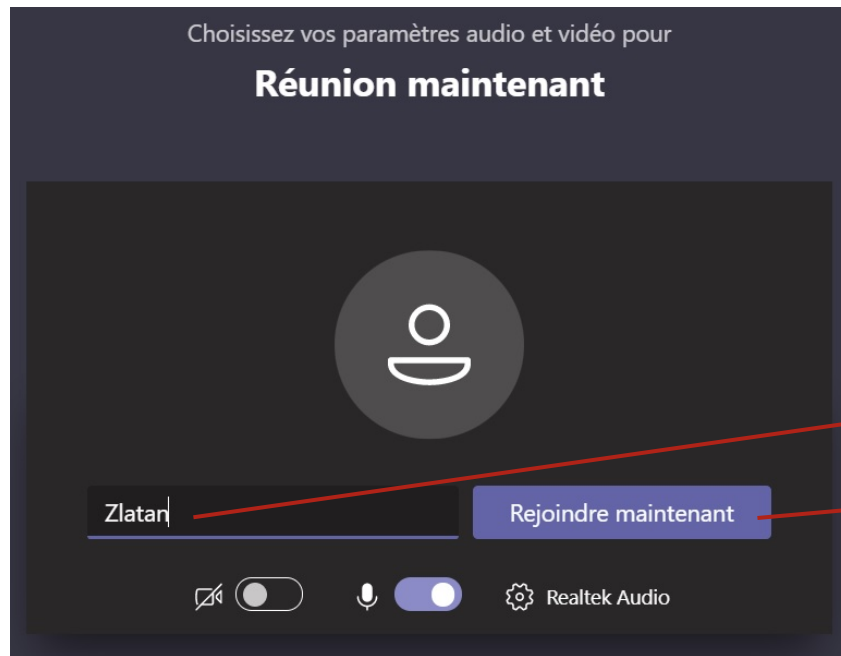 Choisissez vos paramètres audio et vidéo pour
Réunion maintenant
Zlatan
Rejoindre maintenant
Realtek Audio